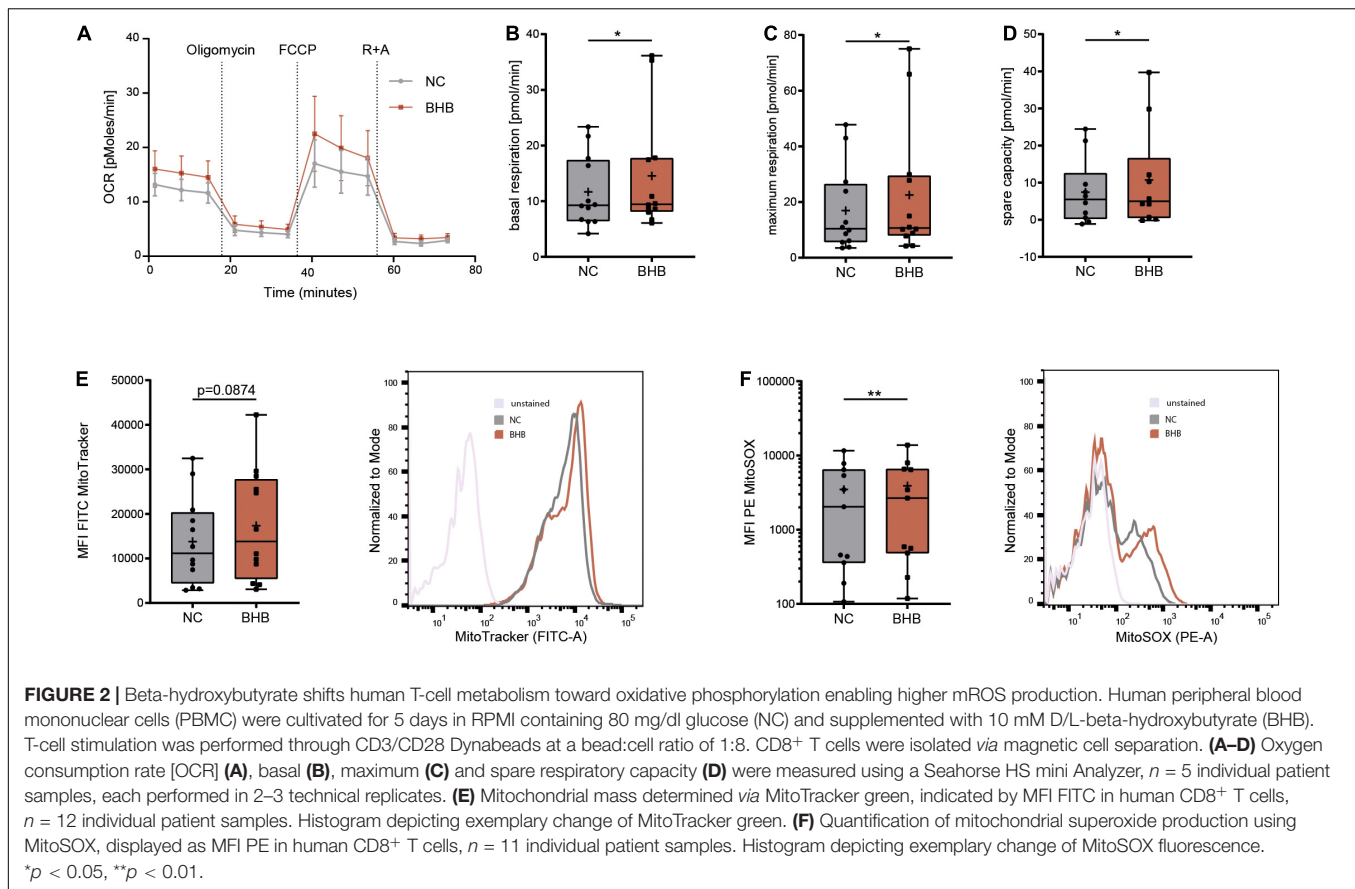 A
OCR [pMoles/min]
40
30
20
10
0
Oligomycin FCCP R+A
NC
BHB
0 20 40 60 80
Time (minutes)
B
*
basal respiration [pmol/min]
40
30
20
10
0
NC BHB
C
*
maximum respiration [pmol/min]
80
60
40
20
0
NC BHB
D
*
spare capacity [pmol/min]
50
40
30
20
10
0
-10
NC BHB
E
p=0.0874
MFI FITC MitoTracker
50000
40000
30000
20000
10000
0
NC BHB
Normalized to Mode
100
80
60
40
20
0
unstained
NC
BHB
10¹ 10² 10³ 10⁴ 10⁵
MitoTracker (FITC-A)
F
**
MFI PE MitoSOX
100000
10000
1000
100
NC BHB
Normalized to Mode
100
80
60
40
20
0
unstained
NC
BHB
10¹ 10² 10³ 10⁴ 10⁵
MitoSOX (PE-A)
FIGURE 2 | Beta-hydroxybutyrate shifts human T-cell metabolism toward oxidative phosphorylation enabling higher mROS production. Human peripheral blood
mononuclear cells (PBMC) were cultivated for 5 days in RPMI containing 80 mg/dl glucose (NC) and supplemented with 10 mM D/L-beta-hydroxybutyrate (BHB).
T-cell stimulation was performed through CD3/CD28 Dynabeads at a bead:cell ratio of 1:8. CD8⁺ T cells were isolated via magnetic cell separation. (A–D) Oxygen
consumption rate [OCR] (A), basal (B), maximum (C) and spare respiratory capacity (D) were measured using a Seahorse HS mini Analyzer, n = 5 individual patient
samples, each performed in 2–3 technical replicates. (E) Mitochondrial mass determined via MitoTracker green, indicated by MFI FITC in human CD8⁺ T cells,
n = 12 individual patient samples. Histogram depicting exemplary change of MitoTracker green. (F) Quantification of mitochondrial superoxide production using
MitoSOX, displayed as MFI PE in human CD8⁺ T cells, n = 11 individual patient samples. Histogram depicting exemplary change of MitoSOX fluorescence.
*p < 0.05, **p < 0.01.